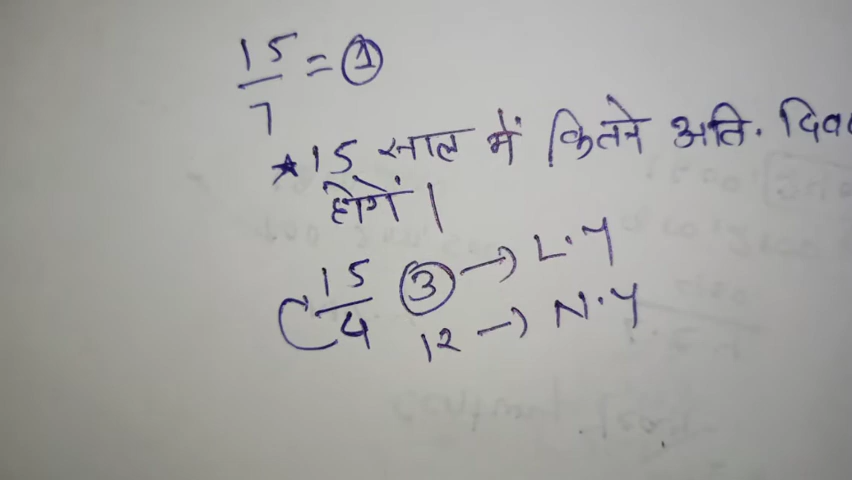 15/7 = 1
* 15 साल में कितने अति.
होगें।
15/4 3 → L.Y
12 → N.Y